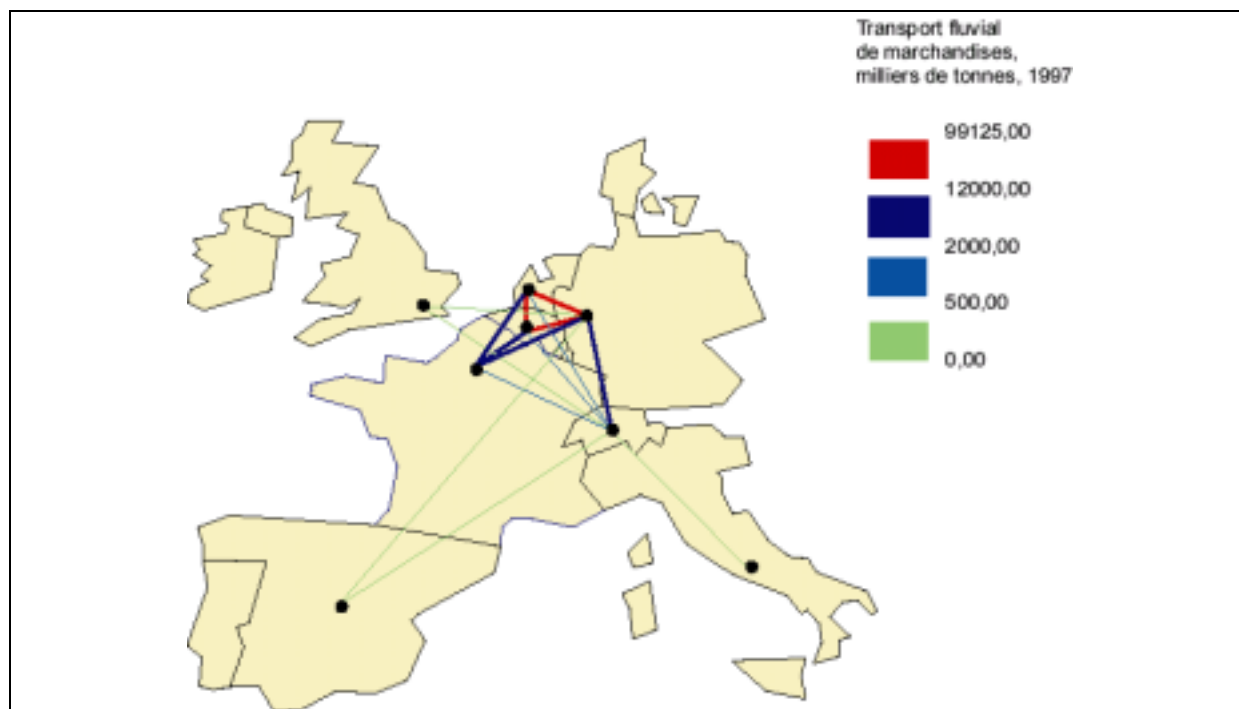 Transport fluvial
de marchandises,
milliers de tonnes, 1997
99125,00
12000,00
2000,00
500,00
0,00